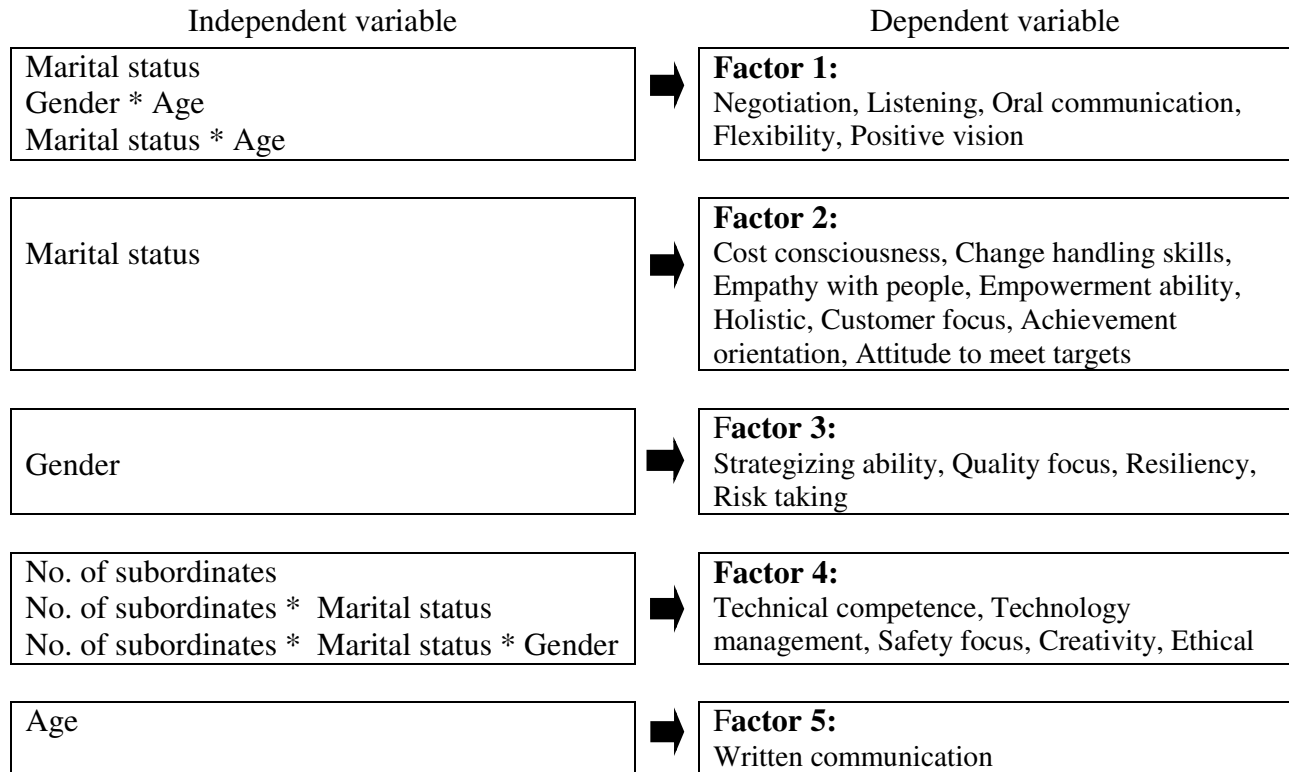 Independent variable Dependent variable
Marital status
Gender * Age
Marital status * Age
Factor 1:
Negotiation, Listening, Oral communication,
Flexibility, Positive vision
Marital status
Factor 2:
Cost consciousness, Change handling skills,
Empathy with people, Empowerment ability,
Holistic, Customer focus, Achievement
orientation, Attitude to meet targets
Gender
Factor 3:
Strategizing ability, Quality focus, Resiliency,
Risk taking
No. of subordinates
No. of subordinates * Marital status
No. of subordinates * Marital status * Gender
Factor 4:
Technical competence, Technology
management, Safety focus, Creativity, Ethical
Age
Factor 5:
Written communication